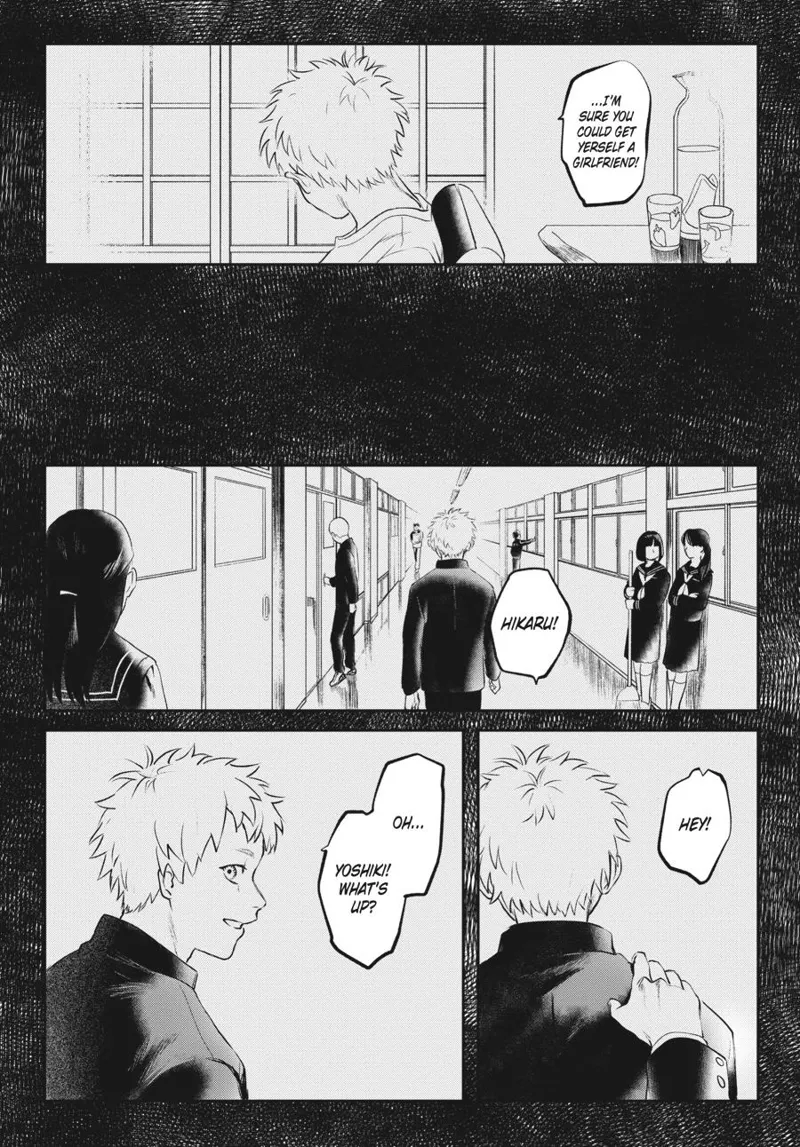 ...I'M
SURE YOU
COULD GET
YERSELF A
GIRLFRIEND!
HIKARU!
HEY!
OH...
YOSHIKI!
WHAT'S
UP?